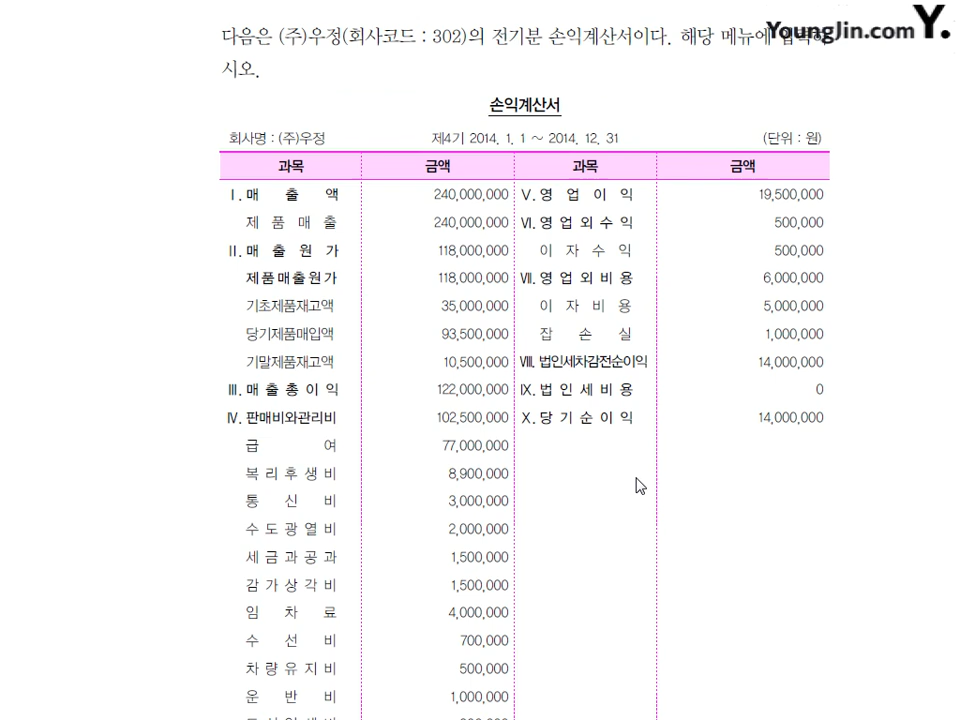 다음은 (주)우정(회사코드 : 302)의 전기분 손익계산서이다. 해당 메뉴에
YoungJin.com Y.
시오.
손익계산서
회사명 : (주)우정 제4기 2014. 1. 1 ~ 2014. 12. 31 (단위 : 원)
과목 금액 과목 금액
Ⅰ. 매 출 액 240,000,000 Ⅴ. 영 업 이 익 19,500,000
제 품 매 출 240,000,000 Ⅵ. 영 업 외 수 익 500,000
Ⅱ. 매 출 원 가 118,000,000 이 자 수 익 500,000
제품매출원가 118,000,000 Ⅶ. 영 업 외 비 용 6,000,000
기초제품재고액 35,000,000 이 자 비 용 5,000,000
당기제품매입액 93,500,000 잡 손 실 1,000,000
기말제품재고액 10,500,000 Ⅷ. 법인세차감전순이익 14,000,000
Ⅲ. 매 출 총 이 익 122,000,000 Ⅸ. 법 인 세 비 용 0
Ⅳ. 판매비와관리비 102,500,000 Ⅹ. 당 기 순 이 익 14,000,000
급 여 77,000,000
복 리 후 생 비 8,900,000
통 신 비 3,000,000
수 도 광 열 비 2,000,000
세 금 과 공 과 1,500,000
감 가 상 각 비 1,500,000
임 차 료 4,000,000
수 선 비 700,000
차 량 유 지 비 500,000
운 반 비 1,000,000